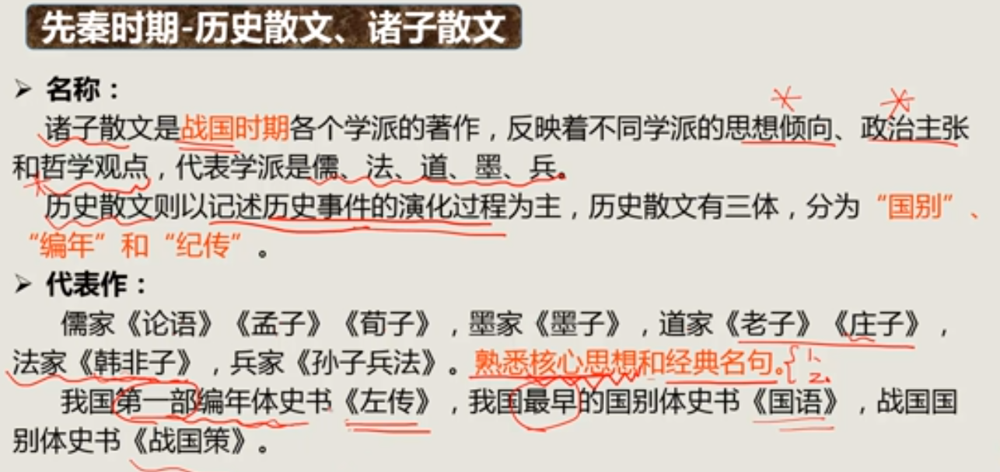 先秦时期-历史散文、诸子散文
➢ 名称：
诸子散文是战国时期各个学派的著作，反映着不同学派的思想倾向、政治主张
和哲学观点，代表学派是儒、法、道、墨、兵。
历史散文则以记述历史事件的演化过程为主，历史散文有三体，分为“国别”、
“编年”和“纪传”。
➢ 代表作：
儒家《论语》《孟子》《荀子》，墨家《墨子》，道家《老子》《庄子》，
法家《韩非子》，兵家《孙子兵法》。熟悉核心思想和经典名句。{1. 2.
我国第一部编年体史书《左传》，我国最早的国别体史书《国语》，战国国
别体史书《战国策》。